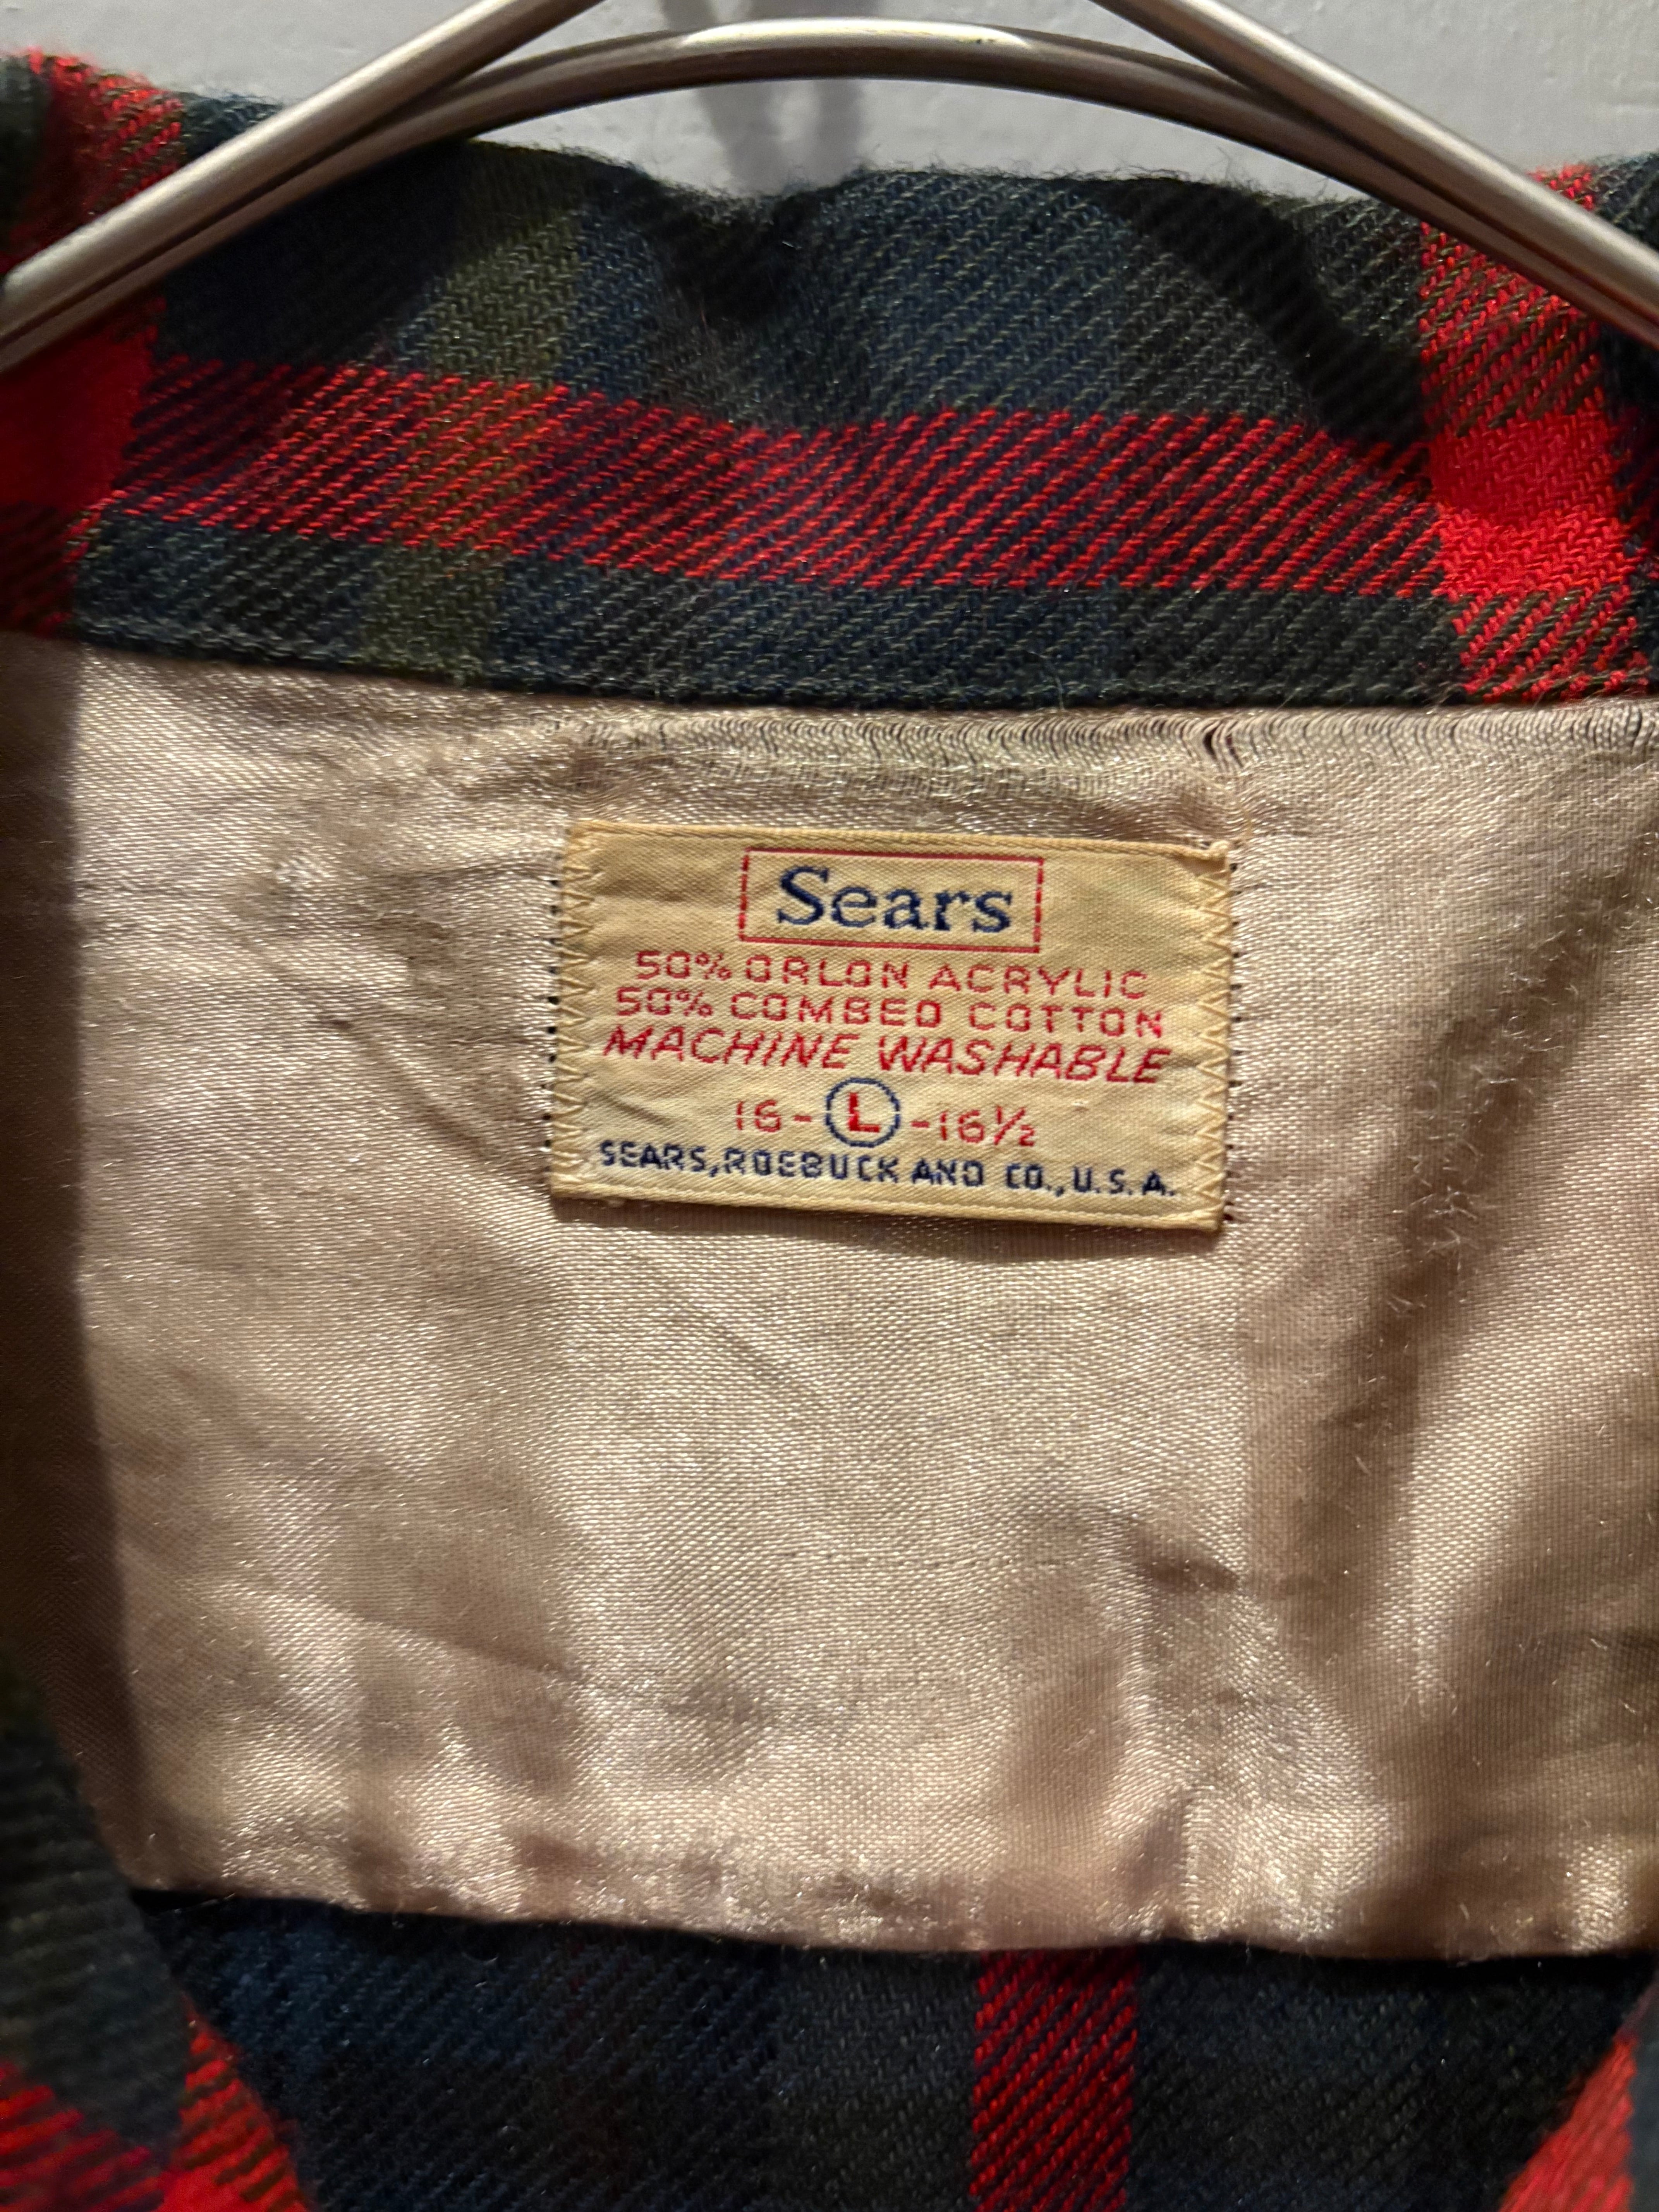 Sears
50% ORLON ACRYLIC
50% COMBED COTTON
MACHINE WASHABLE
16-L-16½
SEARS, ROEBUCK AND CO., U.S.A.